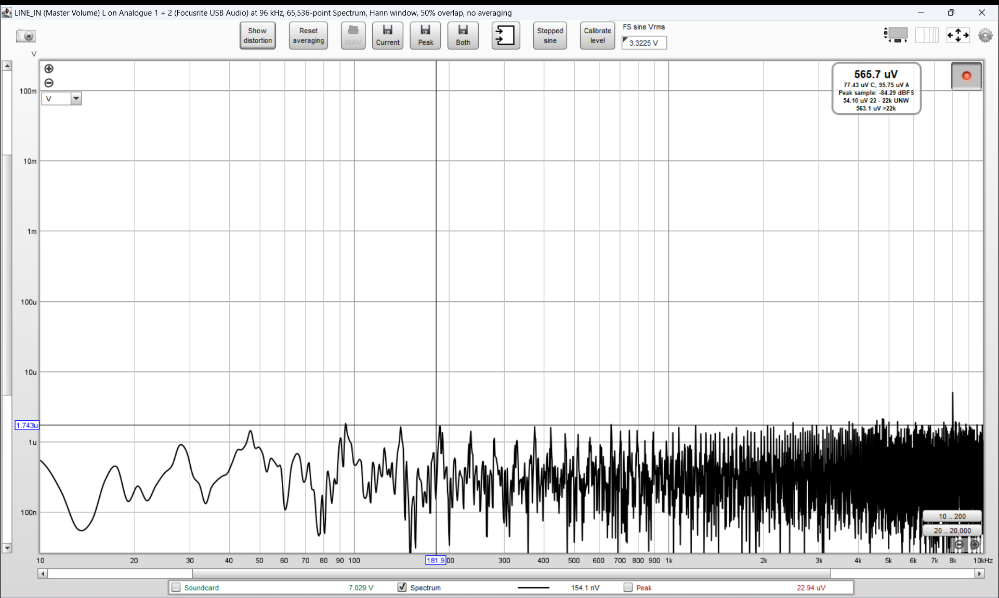 LINE_IN (Master Volume) L on Analogue 1 + 2 (Focusrite USB Audio) at 96 kHz, 65,536-point Spectrum, Hann window, 50% overlap, no averaging
Show distortion
Reset averaging
WAV
Current
Peak
Both
Stepped sine
Calibrate level
FS sine Vrms
3.3225 V
V
V
565.7 uV
77.43 uV C, 95.75 uV A
Peak sample: -84.29 dBFS
54.10 uV 22 - 22k UNW
563.1 uV >22k
100m
10m
1m
100u
10u
1.743u
1u
100n
10 .. 200
20 .. 20,000
10 20 30 40 50 60 70 80 90 100 181.9 00 300 400 500 600 700 800 900 1k 2k 3k 4k 5k 6k 7k 8k 10kHz
Soundcard 7.029 V Spectrum 154.1 nV Peak 22.94 uV